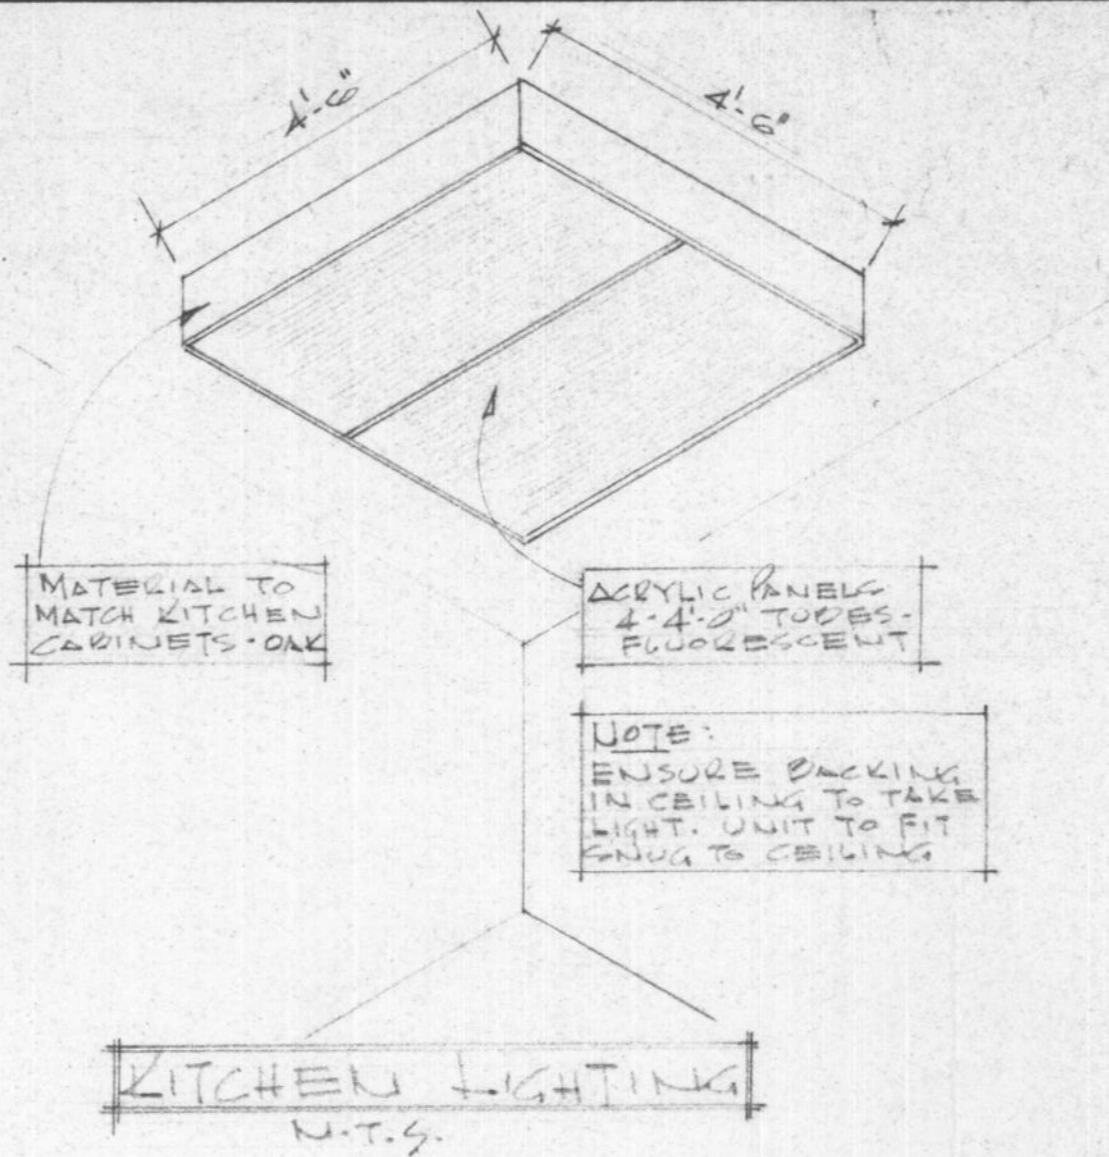 4'-6"
4'-6"
MATERIAL TO
MATCH KITCHEN
CABINETS - OAK
ACRYLIC PANELS
4-4'-0" TUBES -
FLUORESCENT
NOTE:
ENSURE BACKING
IN CEILING TO TAKE
LIGHT. UNIT TO FIT
SNUG TO CEILING
KITCHEN LIGHTING
N.T.S.